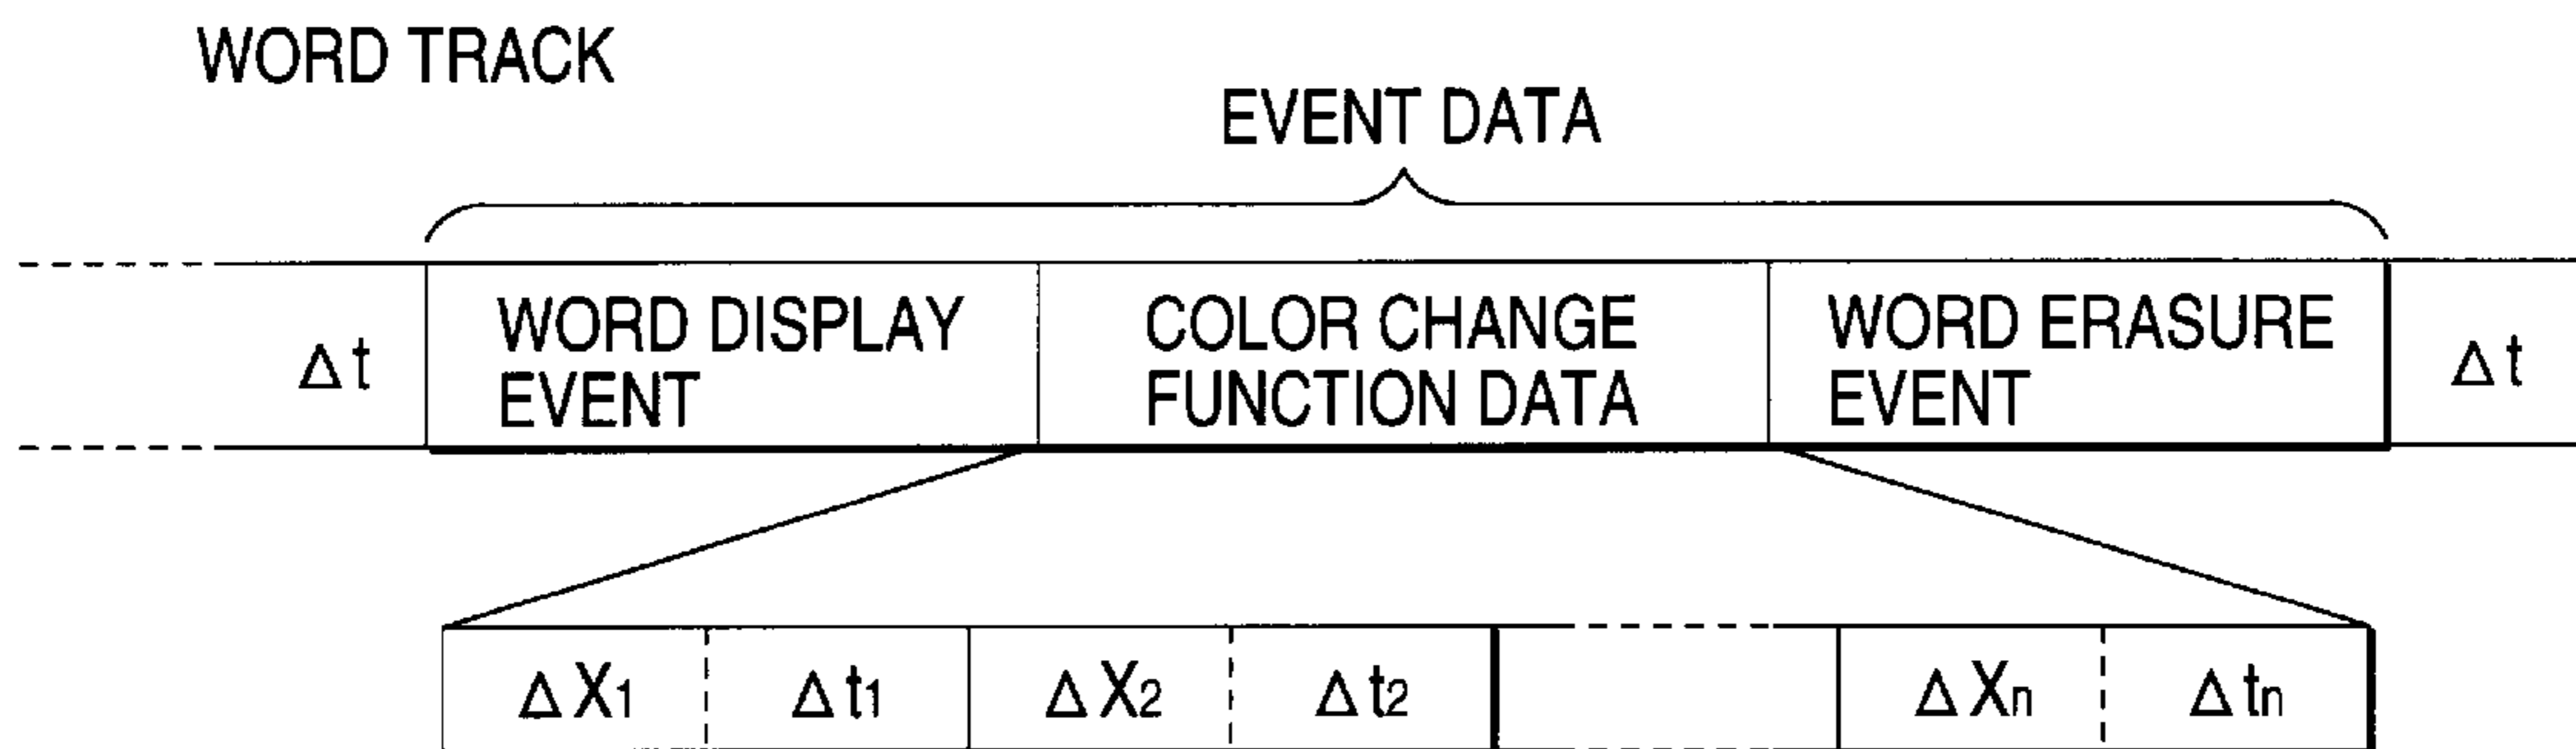 WORD TRACK
EVENT DATA
Δt WORD DISPLAY EVENT COLOR CHANGE FUNCTION DATA WORD ERASURE EVENT Δt
ΔX1 Δt1 ΔX2 Δt2 ΔXn Δtn